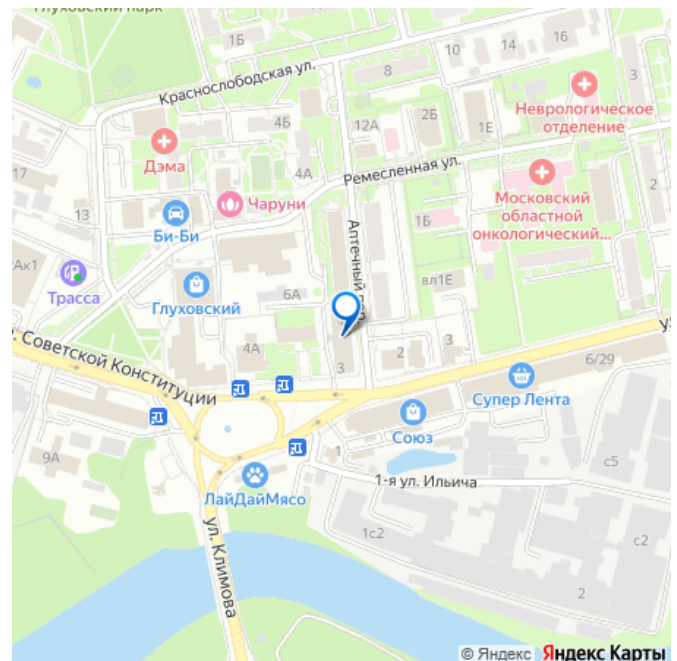 Глуховский парк
1Б
16
14
10
3
Краснослободская ул.
8
Неврологическое
отделение
4Б
2Б
12А
1Е
Дэма
17
4А
Ремесленная ул.
2
Чаруни
Московский
областной
онкологический...
13
1Б
Би-Би
Аптечный пер.
Ак1
Трасса
вл1Е
6А
Глуховский
Советской Конституции
4А
3
2
3
6/29
Супер Лента
Союз
9А
1
с5
ЛайДайМясо
1-я ул. Ильича
ул. Климова
1с2
с2
2
© Яндекс Яндекс Карты